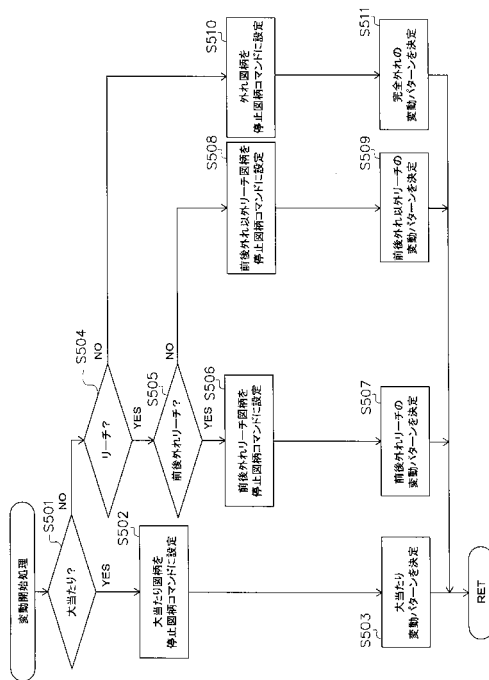 変動開始処理
S501
大当たり?
YES
NO
S502
大当たり図柄を
停止図柄コマンドに設定
S503
大当たり
変動パターンを決定
S504
リーチ?
YES
NO
S505
前後外れリーチ?
YES
NO
S506
前後外れリーチ図柄を
停止図柄コマンドに設定
S507
前後外れリーチの
変動パターンを決定
S508
前後外れ以外リーチ図柄を
停止図柄コマンドに設定
S509
前後外れ以外リーチの
変動パターンを決定
S510
外れ図柄を
停止図柄コマンドに設定
S511
完全外れの
変動パターンを決定
RET